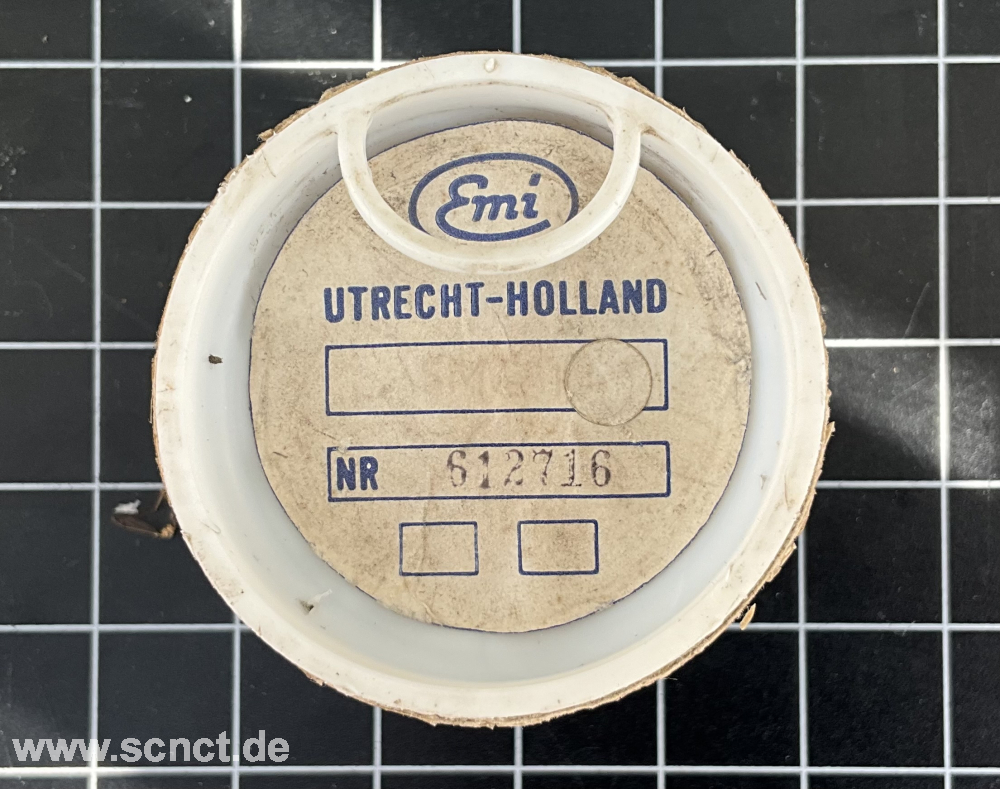 Emi
UTRECHT-HOLLAND
NR 612716
www.scnct.de